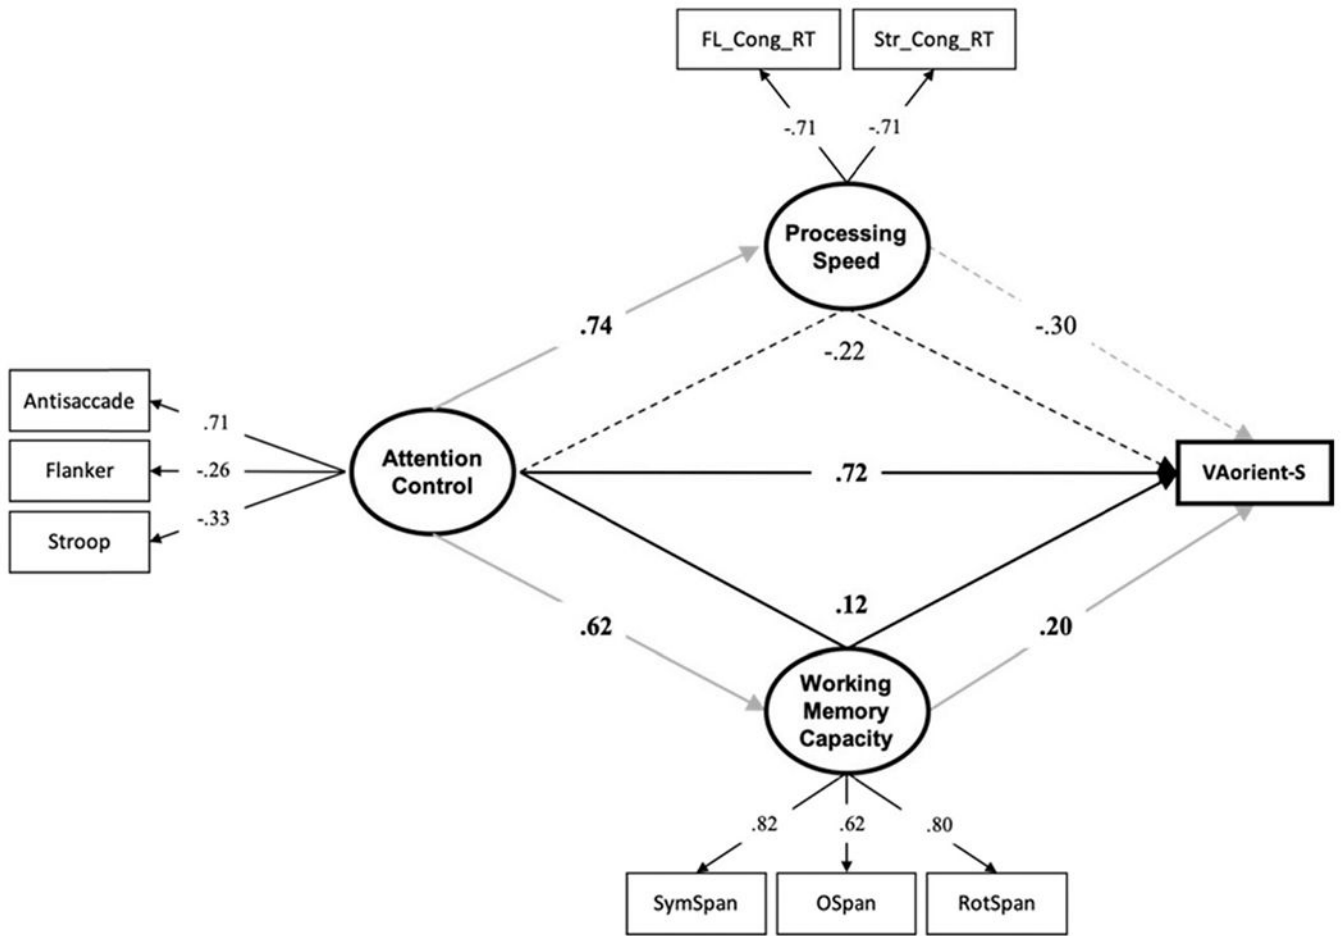 FL_Cong_RT
Str_Cong_RT
-.71
-.71
Processing
Speed
.74
-.30
-.22
Antisaccade
.71
Flanker
-.26
Stroop
-.33
Attention
Control
.72
VAorient-S
.12
.62
.20
Working
Memory
Capacity
.82
.62
.80
SymSpan
OSpan
RotSpan